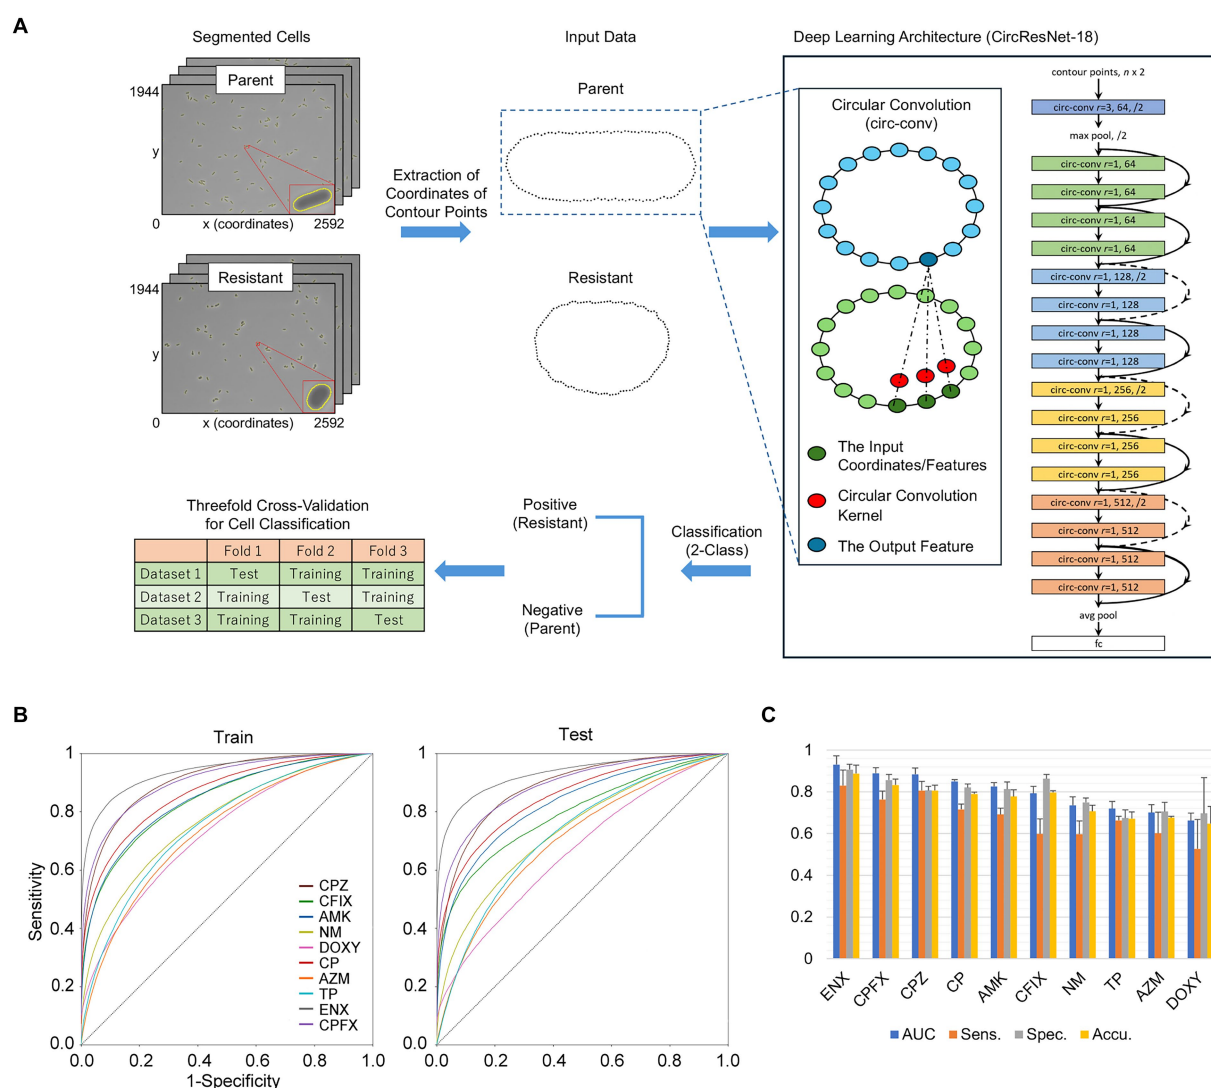 A
Segmented Cells
Input Data
Deep Learning Architecture (CircResNet-18)
1944
Parent
y
0
x (coordinates)
2592
1944
Resistant
y
0
x (coordinates)
2592
Extraction of
Coordinates of
Contour Points
Parent
Resistant
Circular Convolution
(circ-conv)
The Input
Coordinates/Features
Circular Convolution
Kernel
The Output Feature
contour points, n x 2
circ-conv r=3, 64, /2
max pool, /2
circ-conv r=1, 64
circ-conv r=1, 64
circ-conv r=1, 64
circ-conv r=1, 64
circ-conv r=1, 128, /2
circ-conv r=1, 128
circ-conv r=1, 128
circ-conv r=1, 128
circ-conv r=1, 256, /2
circ-conv r=1, 256
circ-conv r=1, 256
circ-conv r=1, 256
circ-conv r=1, 512, /2
circ-conv r=1, 512
circ-conv r=1, 512
circ-conv r=1, 512
avg pool
fc
Classification
(2-Class)
Positive
(Resistant)
Negative
(Parent)
Threefold Cross-Validation
for Cell Classification
Fold 1 Fold 2 Fold 3
Dataset 1 Test Training Training
Dataset 2 Training Test Training
Dataset 3 Training Training Test
B
Train
Test
Sensitivity
1
0.8
0.6
0.4
0.2
0.0
0.0 0.2 0.4 0.6 0.8 1.0
1-Specificity
CPZ
CFIX
AMK
NM
DOXY
CP
AZM
TP
ENX
CPFX
1
0.8
0.6
0.4
0.2
0.0
0.0 0.2 0.4 0.6 0.8 1.0
C
1
0.8
0.6
0.4
0.2
0
ENX CPFX CPZ CP AMK CFIX NM TP AZM DOXY
AUC Sens. Spec. Accu.